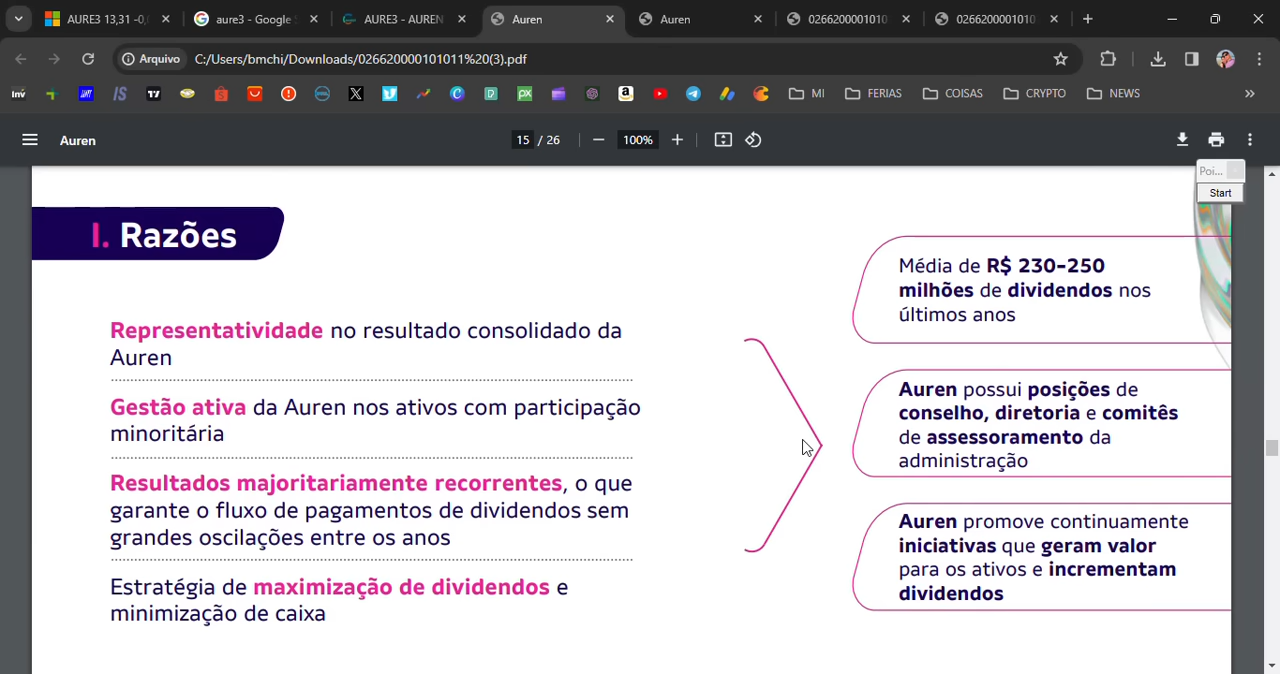 AURE3 13,31 -0,
aure3 - Google S
AURE3 - AUREN
Auren
Auren
0266200001010
0266200001010
Arquivo
C:/Users/bmchi/Downloads/026620000101011%20(3).pdf
Inv
IS
PX
MI
FERIAS
COISAS
CRYPTO
NEWS
Auren
15 / 26
100%
Poi...
Start
I. Razões
Representatividade no resultado consolidado da
Auren
Gestão ativa da Auren nos ativos com participação
minoritária
Resultados majoritariamente recorrentes, o que
garante o fluxo de pagamentos de dividendos sem
grandes oscilações entre os anos
Estratégia de maximização de dividendos e
minimização de caixa
Média de R$ 230-250
milhões de dividendos nos
últimos anos
Auren possui posições de
conselho, diretoria e comitês
de assessoramento da
administração
Auren promove continuamente
iniciativas que geram valor
para os ativos e incrementam
dividendos